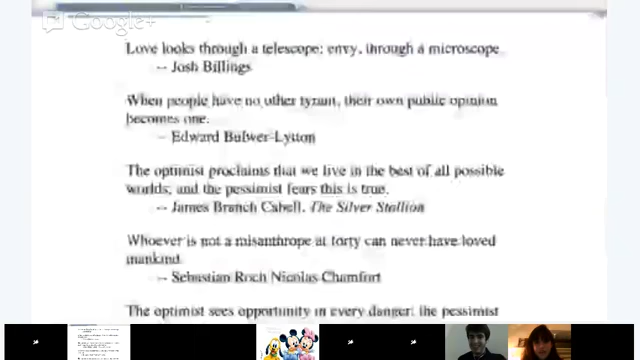 Google+
Love looks through a telescope; envy, through a microscope.
-- Josh Billings
When people have no other tyrant, their own public opinion
becomes one.
-- Edward Bulwer-Lytton
The optimist proclaims that we live in the best of all possible
worlds; and the pessimist fears this is true.
-- James Branch Cabell, The Silver Stallion
Whoever is not a misanthrope at forty can never have loved
mankind.
-- Sebastian Roch Nicolas Chamfort
The optimist sees opportunity in every danger; the pessimist